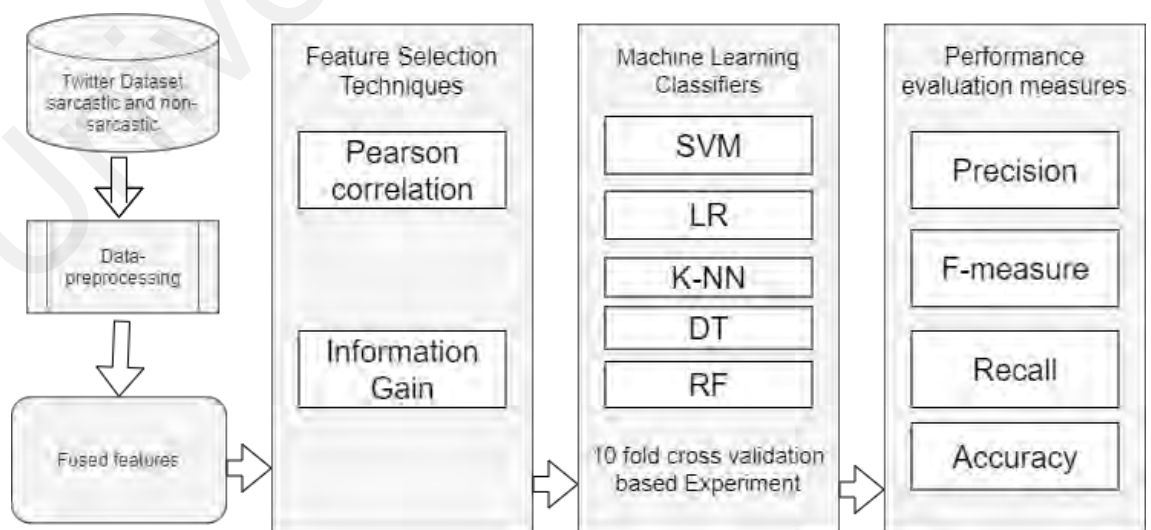 Twitter Dataset
sarcastic and non-
sarcastic
Data-
preprocessing
Fused features
Feature Selection
Techniques
Pearson
correlation
Information
Gain
Machine Learning
Classifiers
SVM
LR
K-NN
DT
RF
10 fold cross validation
based Experiment
Performance
evaluation measures
Precision
F-measure
Recall
Accuracy